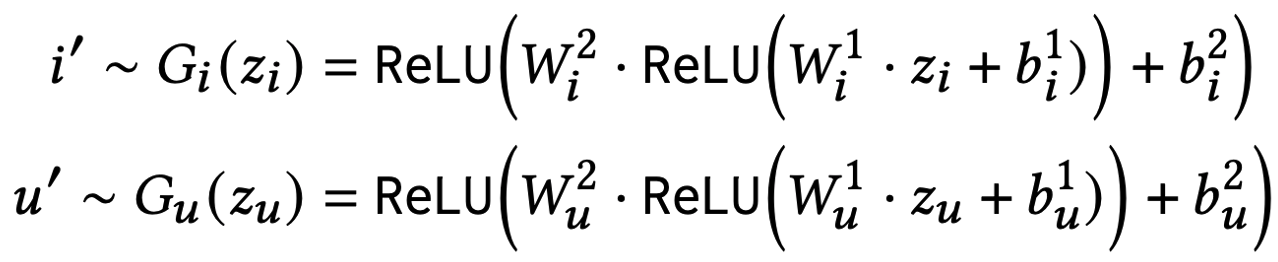 i′ ∼ G_i(z_i) = ReLU(W_i^2 · ReLU(W_i^1 · z_i + b_i^1)) + b_i^2)
u′ ∼ G_u(z_u) = ReLU(W_u^2 · ReLU(W_u^1 · z_u + b_u^1)) + b_u^2)